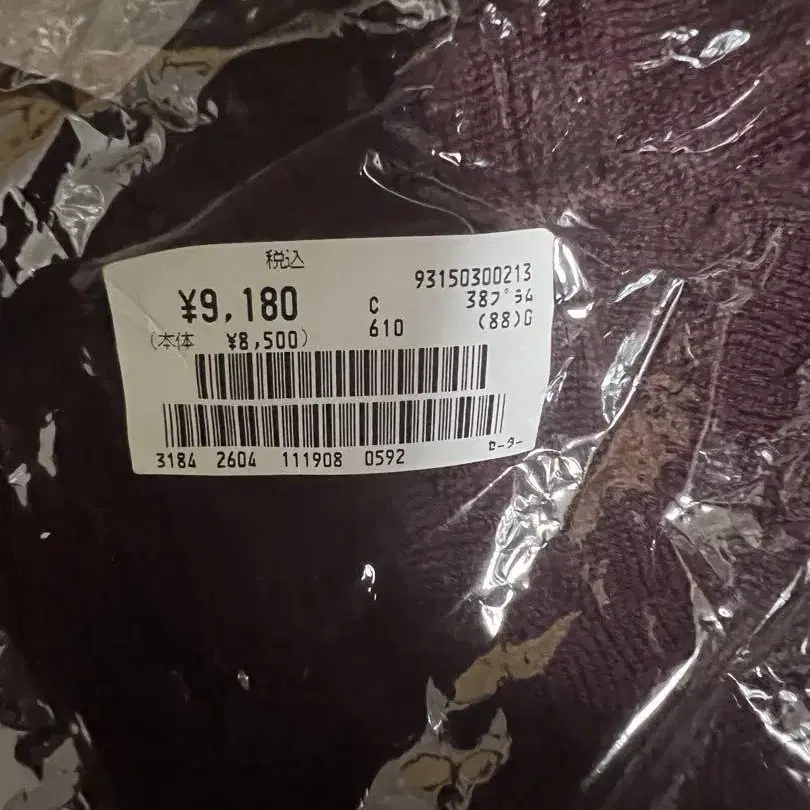 税込
93150300213
¥9,180 C 38プラム
(本体 ¥8,500) 610 (88)G
3184 2604 111908 0592 セーター